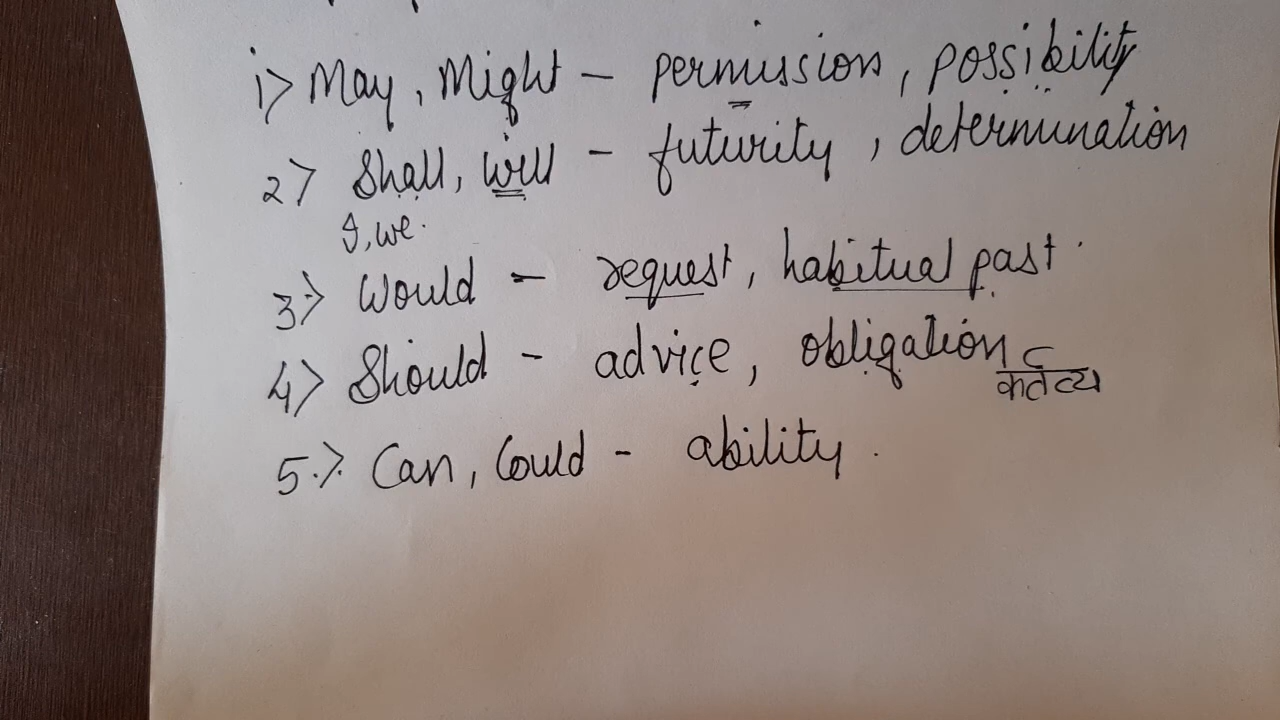 1> May, Might – permission, possibility
2> Shall, will – futurity, determination
I, we.
3> Would – request, habitual past.
4> Should – advice, obligation
कर्तव्य
5.> Can, Could – ability.